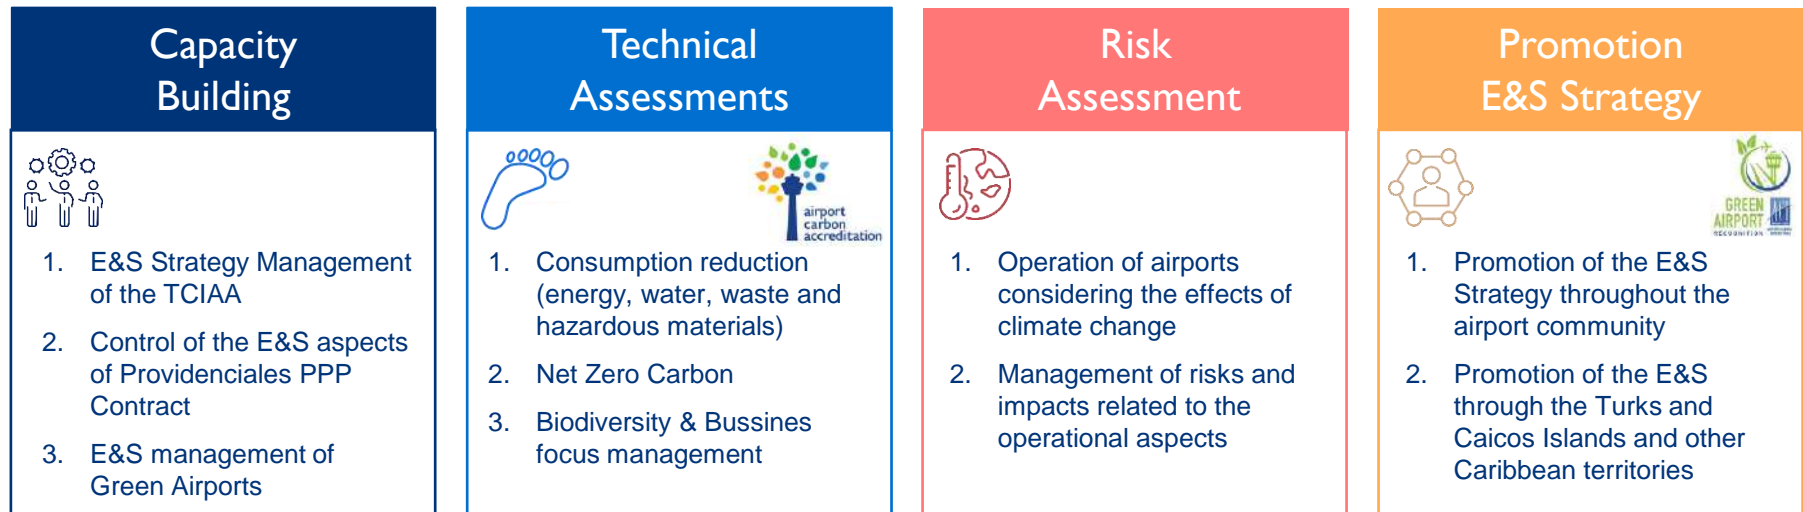 Capacity
Building
1. E&S Strategy Management
of the TCIAA
2. Control of the E&S aspects
of Providenciales PPP
Contract
3. E&S management of
Green Airports
Technical
Assessments
airport
carbon
accreditation
1. Consumption reduction
(energy, water, waste and
hazardous materials)
2. Net Zero Carbon
3. Biodiversity & Bussines
focus management
Risk
Assessment
1. Operation of airports
considering the effects of
climate change
2. Management of risks and
impacts related to the
operational aspects
Promotion
E&S Strategy
GREEN
AIRPORT
RECOGNITION
1. Promotion of the E&S
Strategy throughout the
airport community
2. Promotion of the E&S
through the Turks and
Caicos Islands and other
Caribbean territories